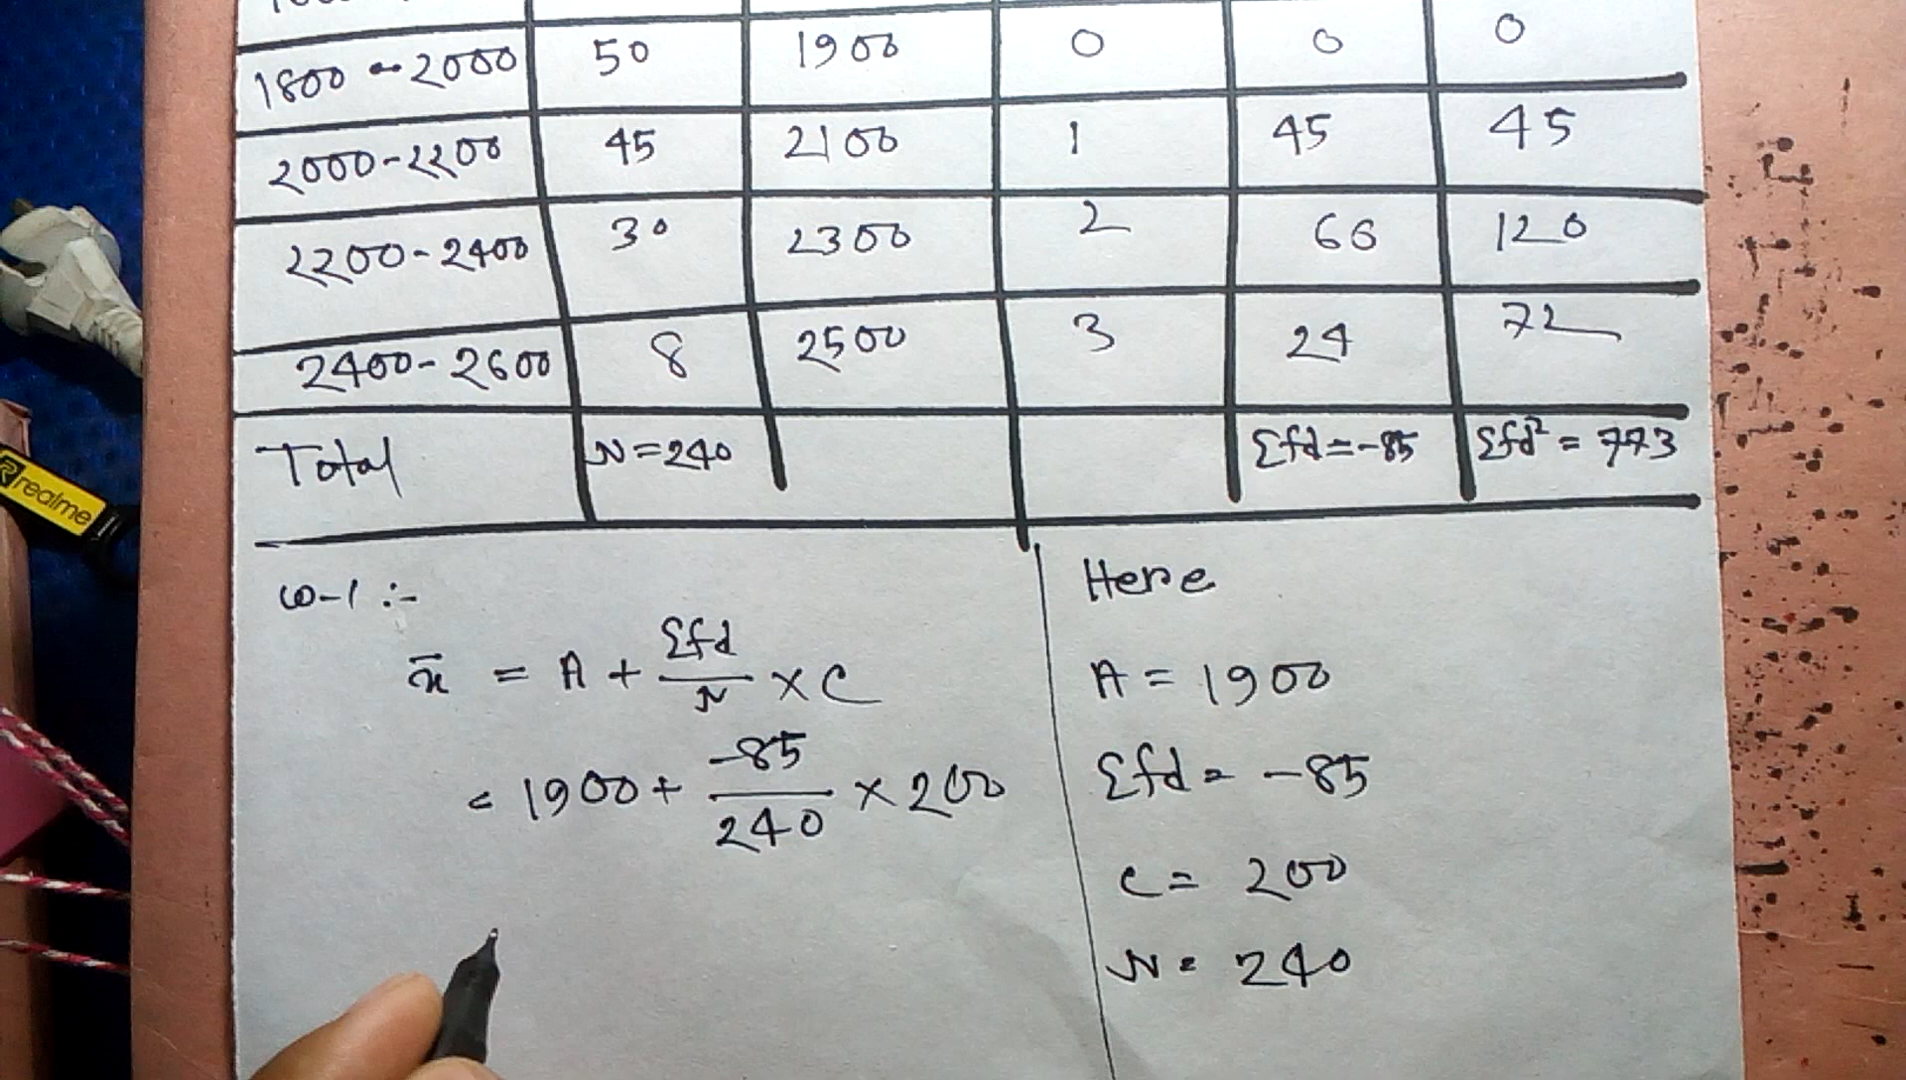 1800 - 2000 50 1900 0 0 0
2000-2200 45 2100 1 45 45
2200-2400 30 2300 2 60 120
2400-2600 8 2500 3 24 72
Total N=240 Σfd=-85 Σfd² = 773
W-1 :-
x̄ = A + Σfd/N × C
= 1900 + -85/240 × 200
Here
A = 1900
Σfd = -85
C = 200
N = 240
realme